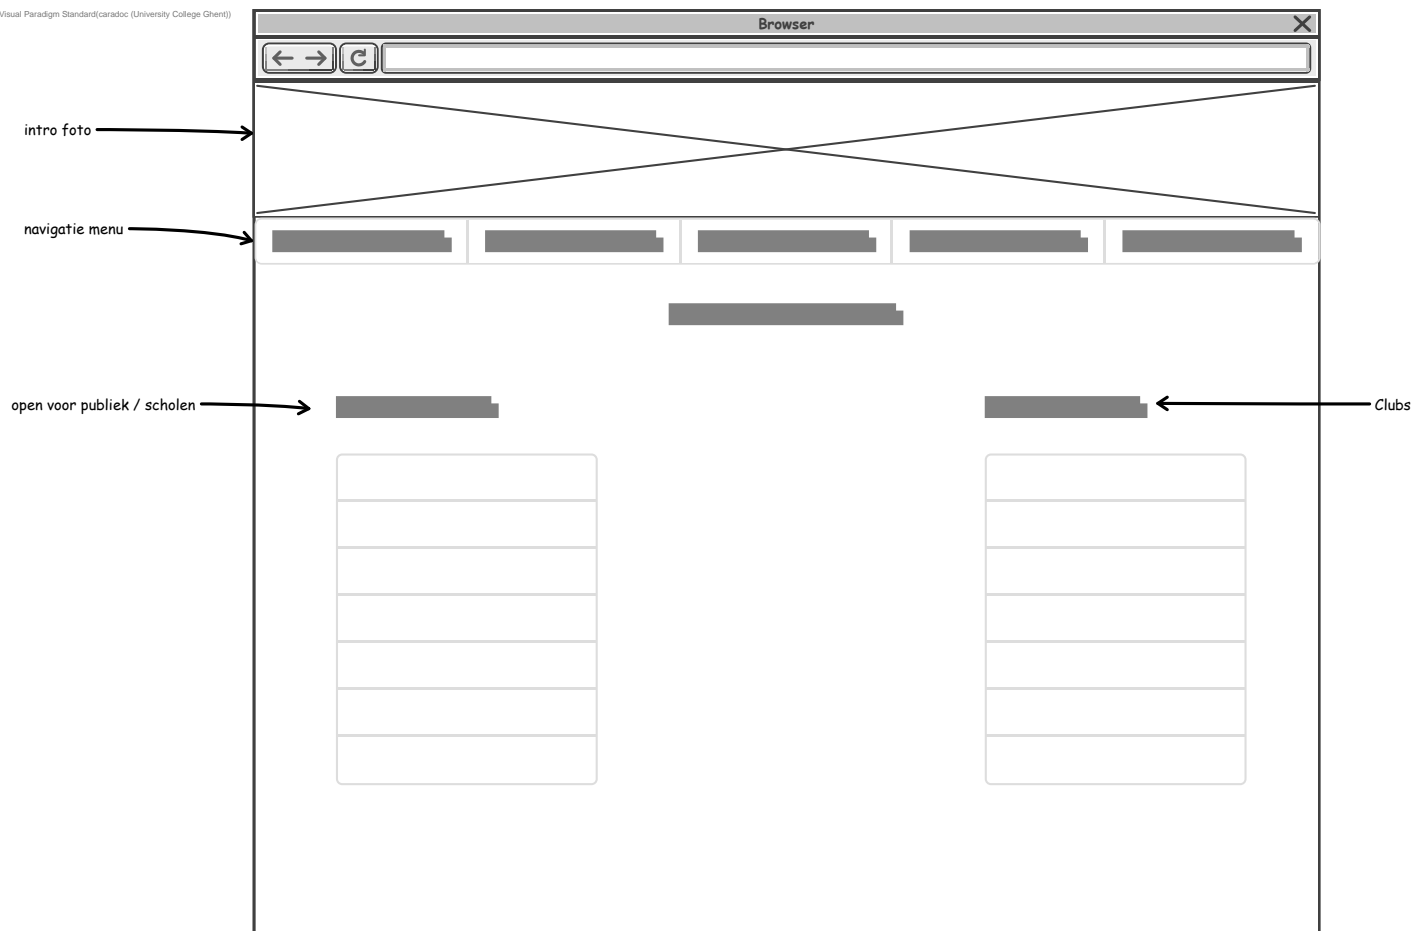 Visual Paradigm Standard(caradoc (University College Ghent))
Browser
intro foto
navigatie menu
open voor publiek / scholen
Clubs